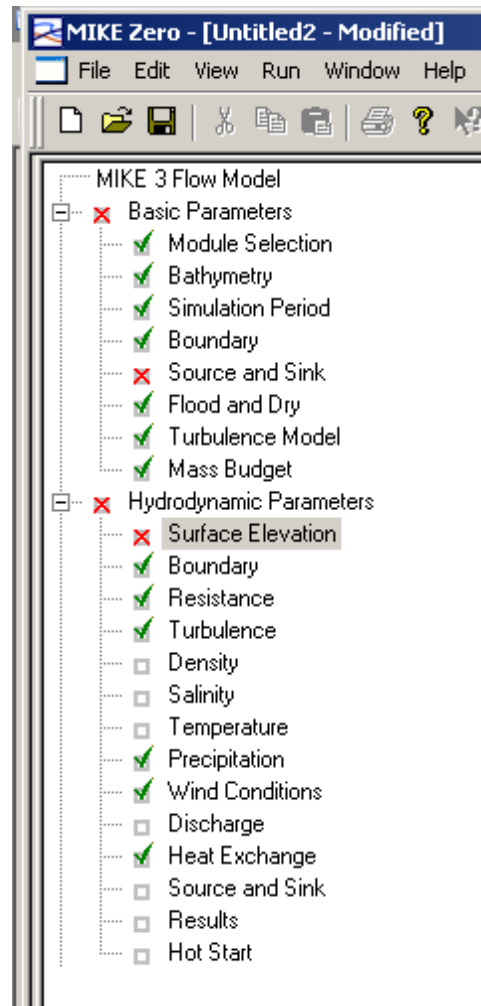 MIKE Zero - [Untitled2 - Modified]
File Edit View Run Window Help
MIKE 3 Flow Model
Basic Parameters
Module Selection
Bathymetry
Simulation Period
Boundary
Source and Sink
Flood and Dry
Turbulence Model
Mass Budget
Hydrodynamic Parameters
Surface Elevation
Boundary
Resistance
Turbulence
Density
Salinity
Temperature
Precipitation
Wind Conditions
Discharge
Heat Exchange
Source and Sink
Results
Hot Start